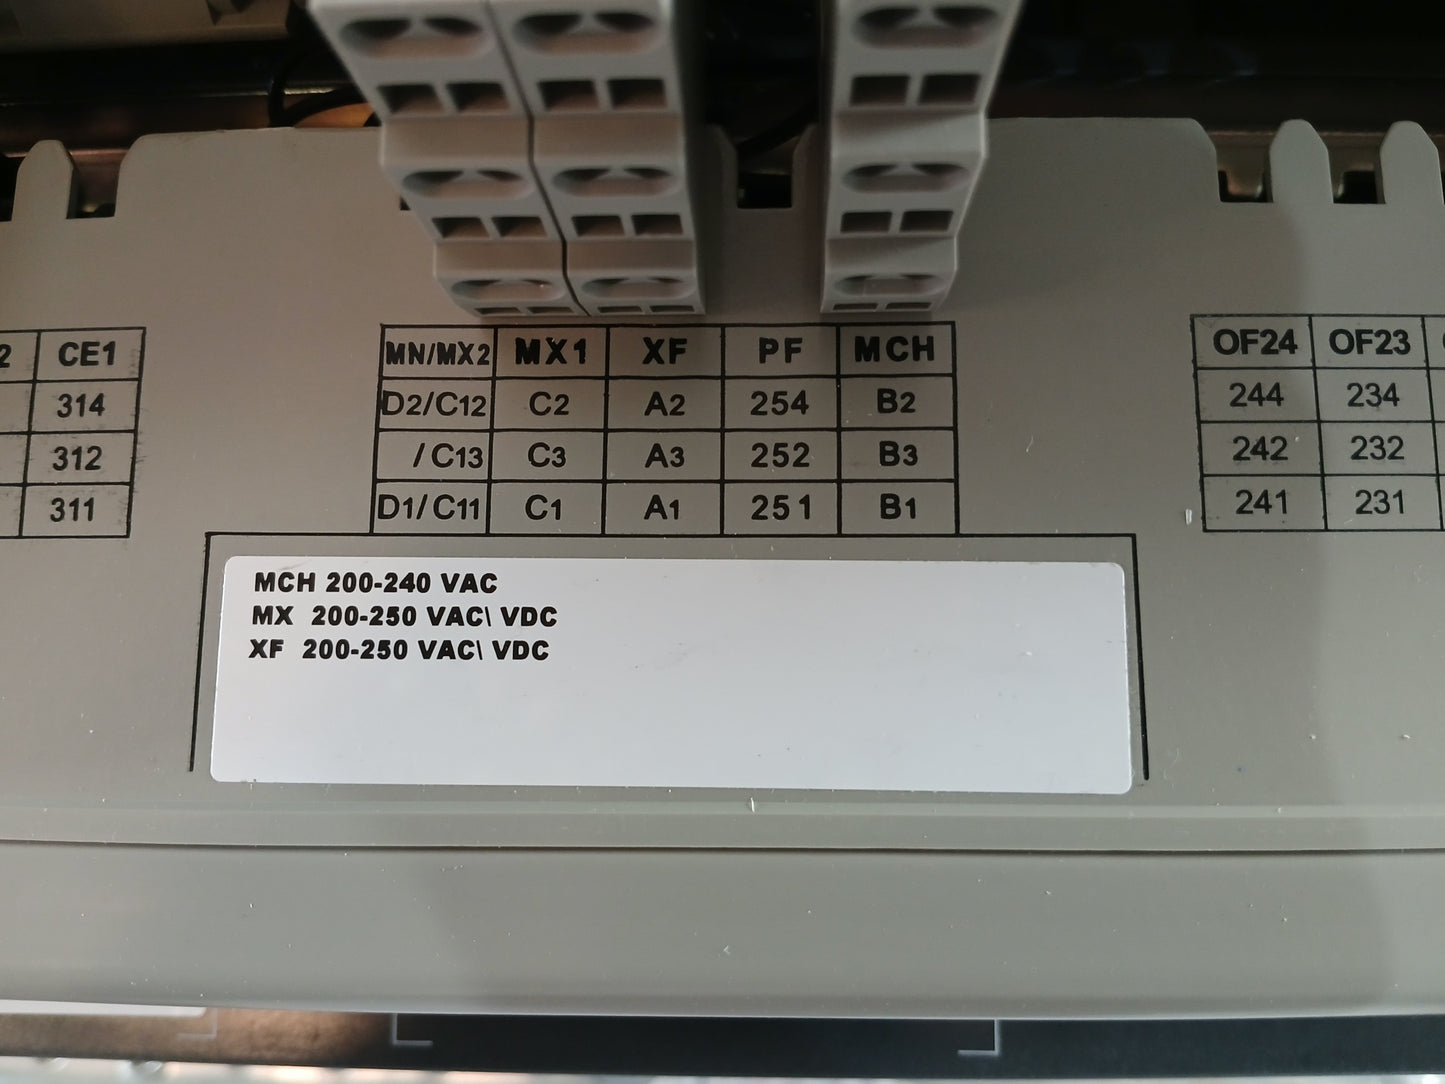 2 CE1 MN/MX2 MX1 XF PF MCH OF24 OF23
314 D2/C12 C2 A2 254 B2 244 234
312 /C13 C3 A3 252 B3 242 232
311 D1/C11 C1 A1 251 B1 241 231
MCH 200-240 VAC
MX 200-250 VAC\ VDC
XF 200-250 VAC\ VDC